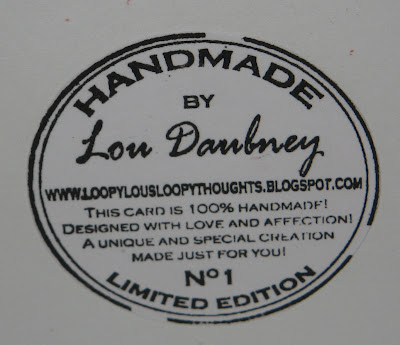 HANDMADE
BY
Lou Daubney
WWW.LOOPYLOUSLOOPYTHOUGHTS.BLOGSPOT.COM
THIS CARD IS 100% HANDMADE!
DESIGNED WITH LOVE AND AFFECTION!
A UNIQUE AND SPECIAL CREATION
MADE JUST FOR YOU!
Nº1
LIMITED EDITION